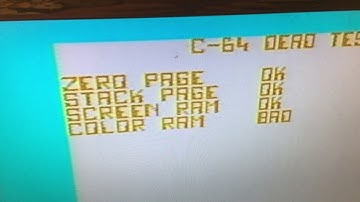 C-64 DEAD TES
ZERO PAGE OK
STACK PAGE OK
SCREEN RAM OK
COLOR RAM BAD